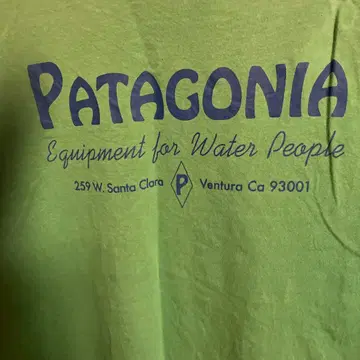 PATAGONIA
Equipment for Water People
259 W. Santa Clara P Ventura Ca 93001